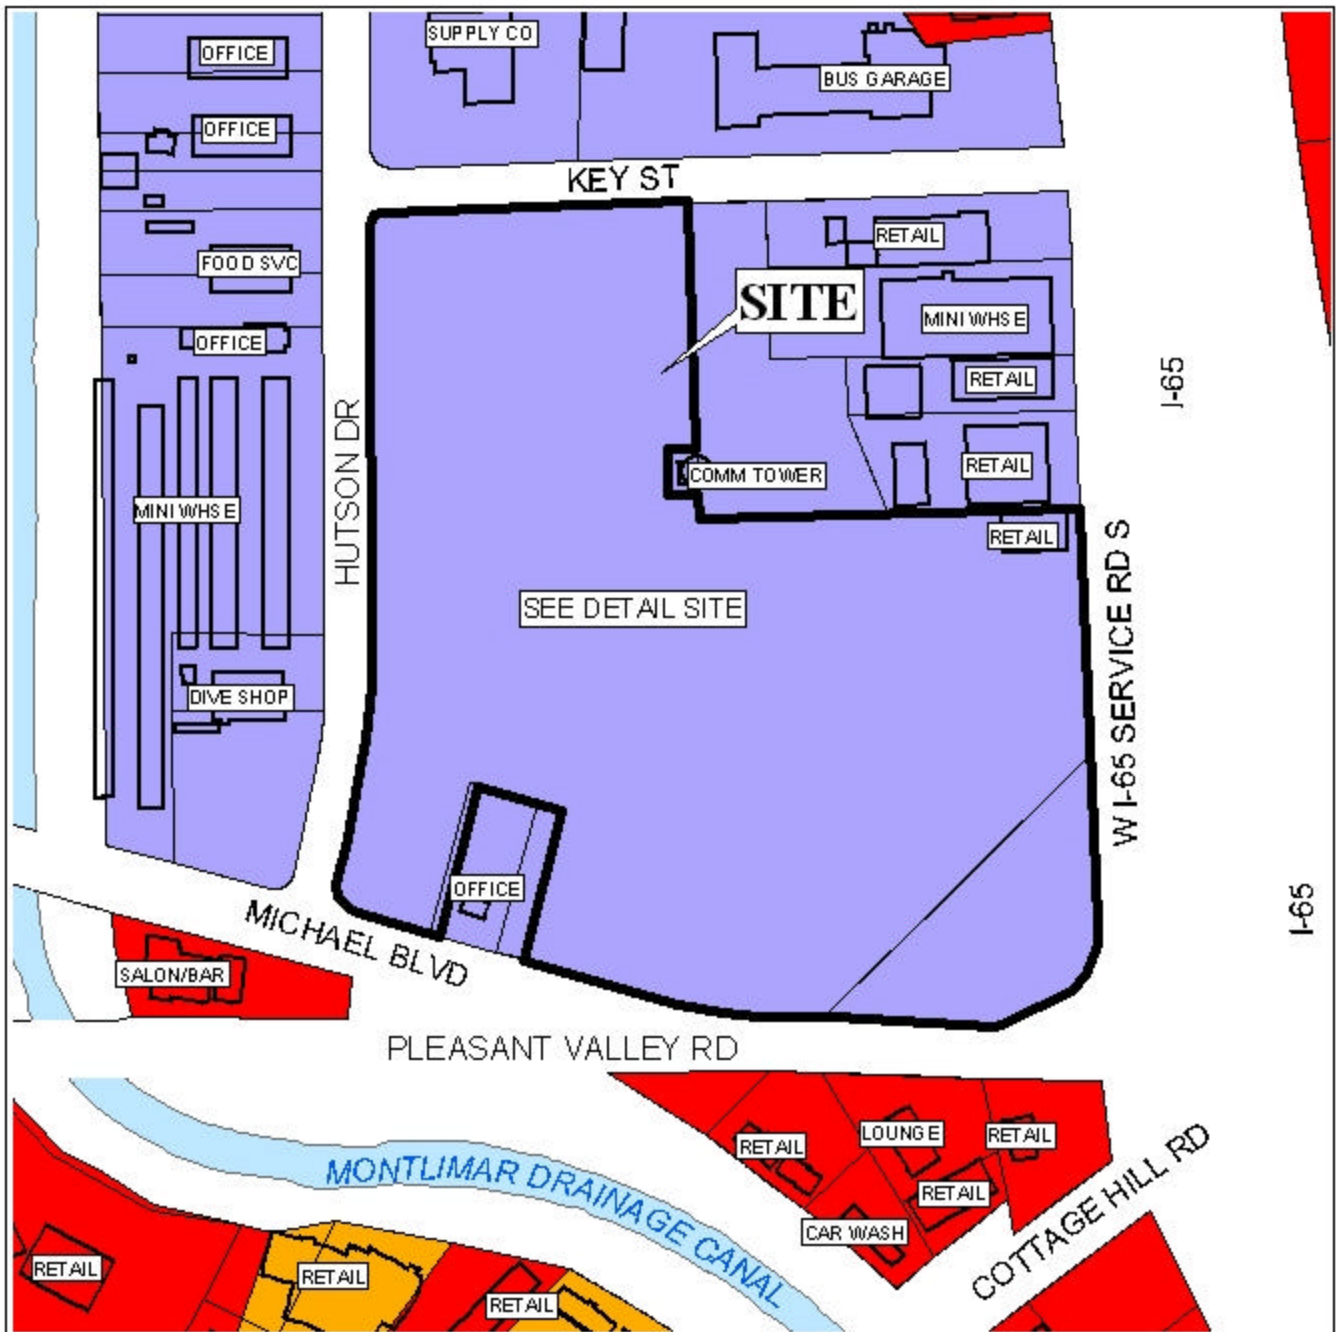 SUPPLY CO
OFFICE
BUS GARAGE
OFFICE
KEY ST
RETAIL
FOOD SVC
SITE
MINI WHSE
OFFICE
RETAIL
I-65
HUTSON DR
RETAIL
COMM TOWER
MINI WHSE
RETAIL
W I-65 SERVICE RD S
SEE DETAIL SITE
DIVE SHOP
OFFICE
I-65
MICHAEL BLVD
SALON/BAR
PLEASANT VALLEY RD
LOUNGE
RETAIL
RETAIL
MONTLIMAR DRAINAGE CANAL
RETAIL
COTTAGE HILL RD
CAR WASH
RETAIL
RETAIL
RETAIL